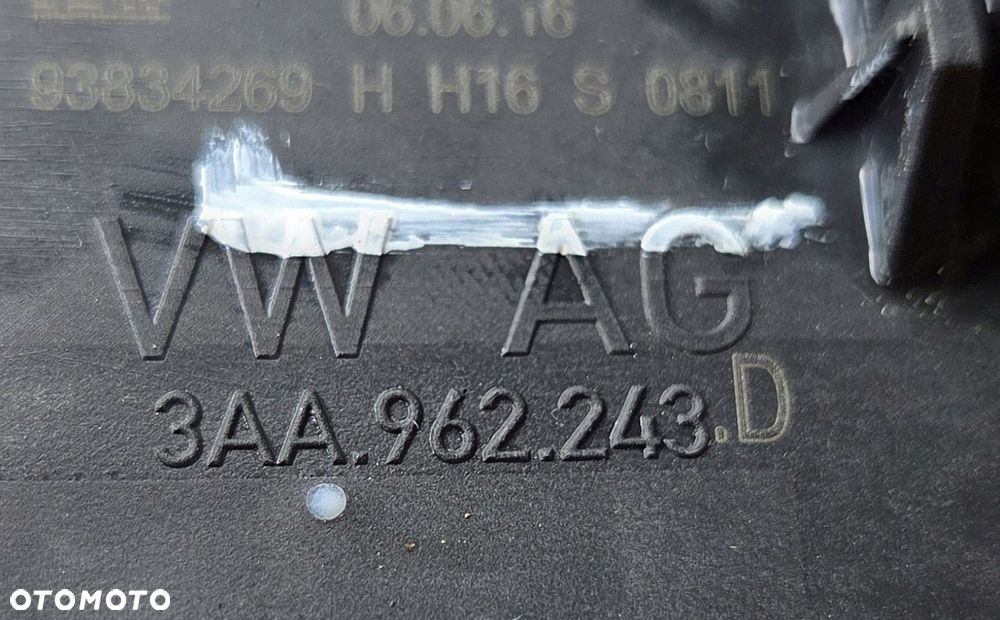 06.06.16
93834269 H H16 S 0811
VW AG
3AA.962.243.D
OTOMOTO